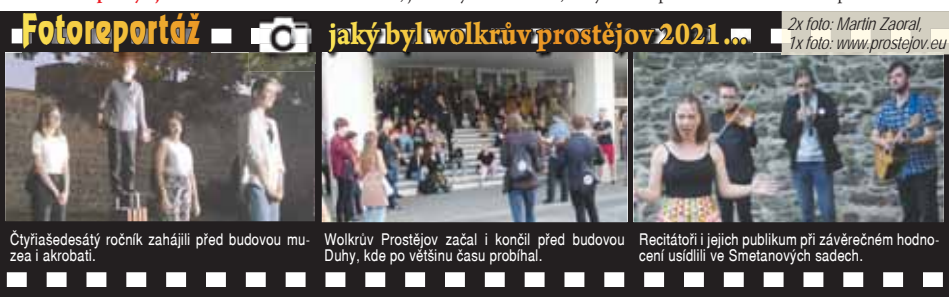 Fotoreportáž
jaký byl wolkrův prostějov 2021...
2x foto: Martin Zaoral,
1x foto: www.prostejov.eu
Čtyřiašedesátý ročník zahájili před budovou mu-
zea i akrobati.
Wolkrův Prostějov začal i končil před budovou
Duhy, kde po většinu času probíhal.
Recitátoři i jejich publikum při závěrečném hodno-
cení usídlili ve Smetanových sadech.